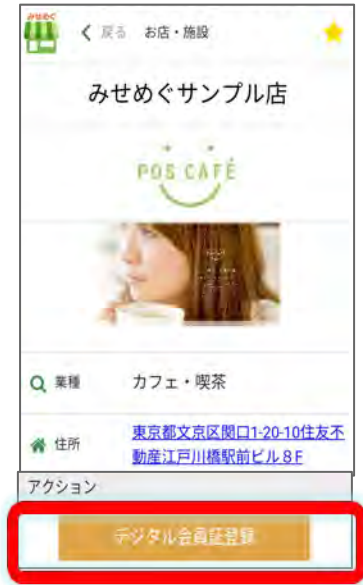 みせめぐ
戻る お店・施設
みせめぐサンプル店
POS CAFÉ
業種 カフェ・喫茶
住所 東京都文京区関口1-20-10住友不
動産江戸川橋駅前ビル8F
アクション
デジタル会員証登録